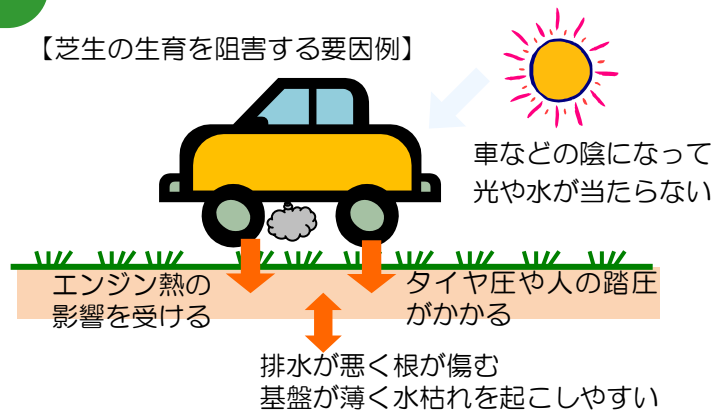 【芝生の生育を阻害する要因例】
車などの陰になって
光や水が当たらない
エンジン熱の
影響を受ける
タイヤ圧や人の踏圧
がかかる
排水が悪く根が傷む
基盤が薄く水枯れを起こしやすい